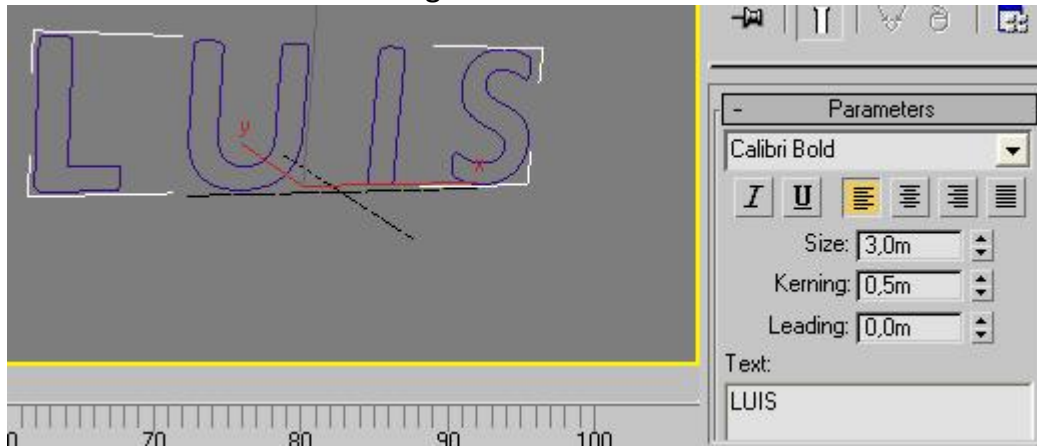 LUIS
y
x
Parameters
Calibri Bold
I U
Size: 3,0m
Kerning: 0,5m
Leading: 0,0m
Text:
LUIS
70 80 90 100